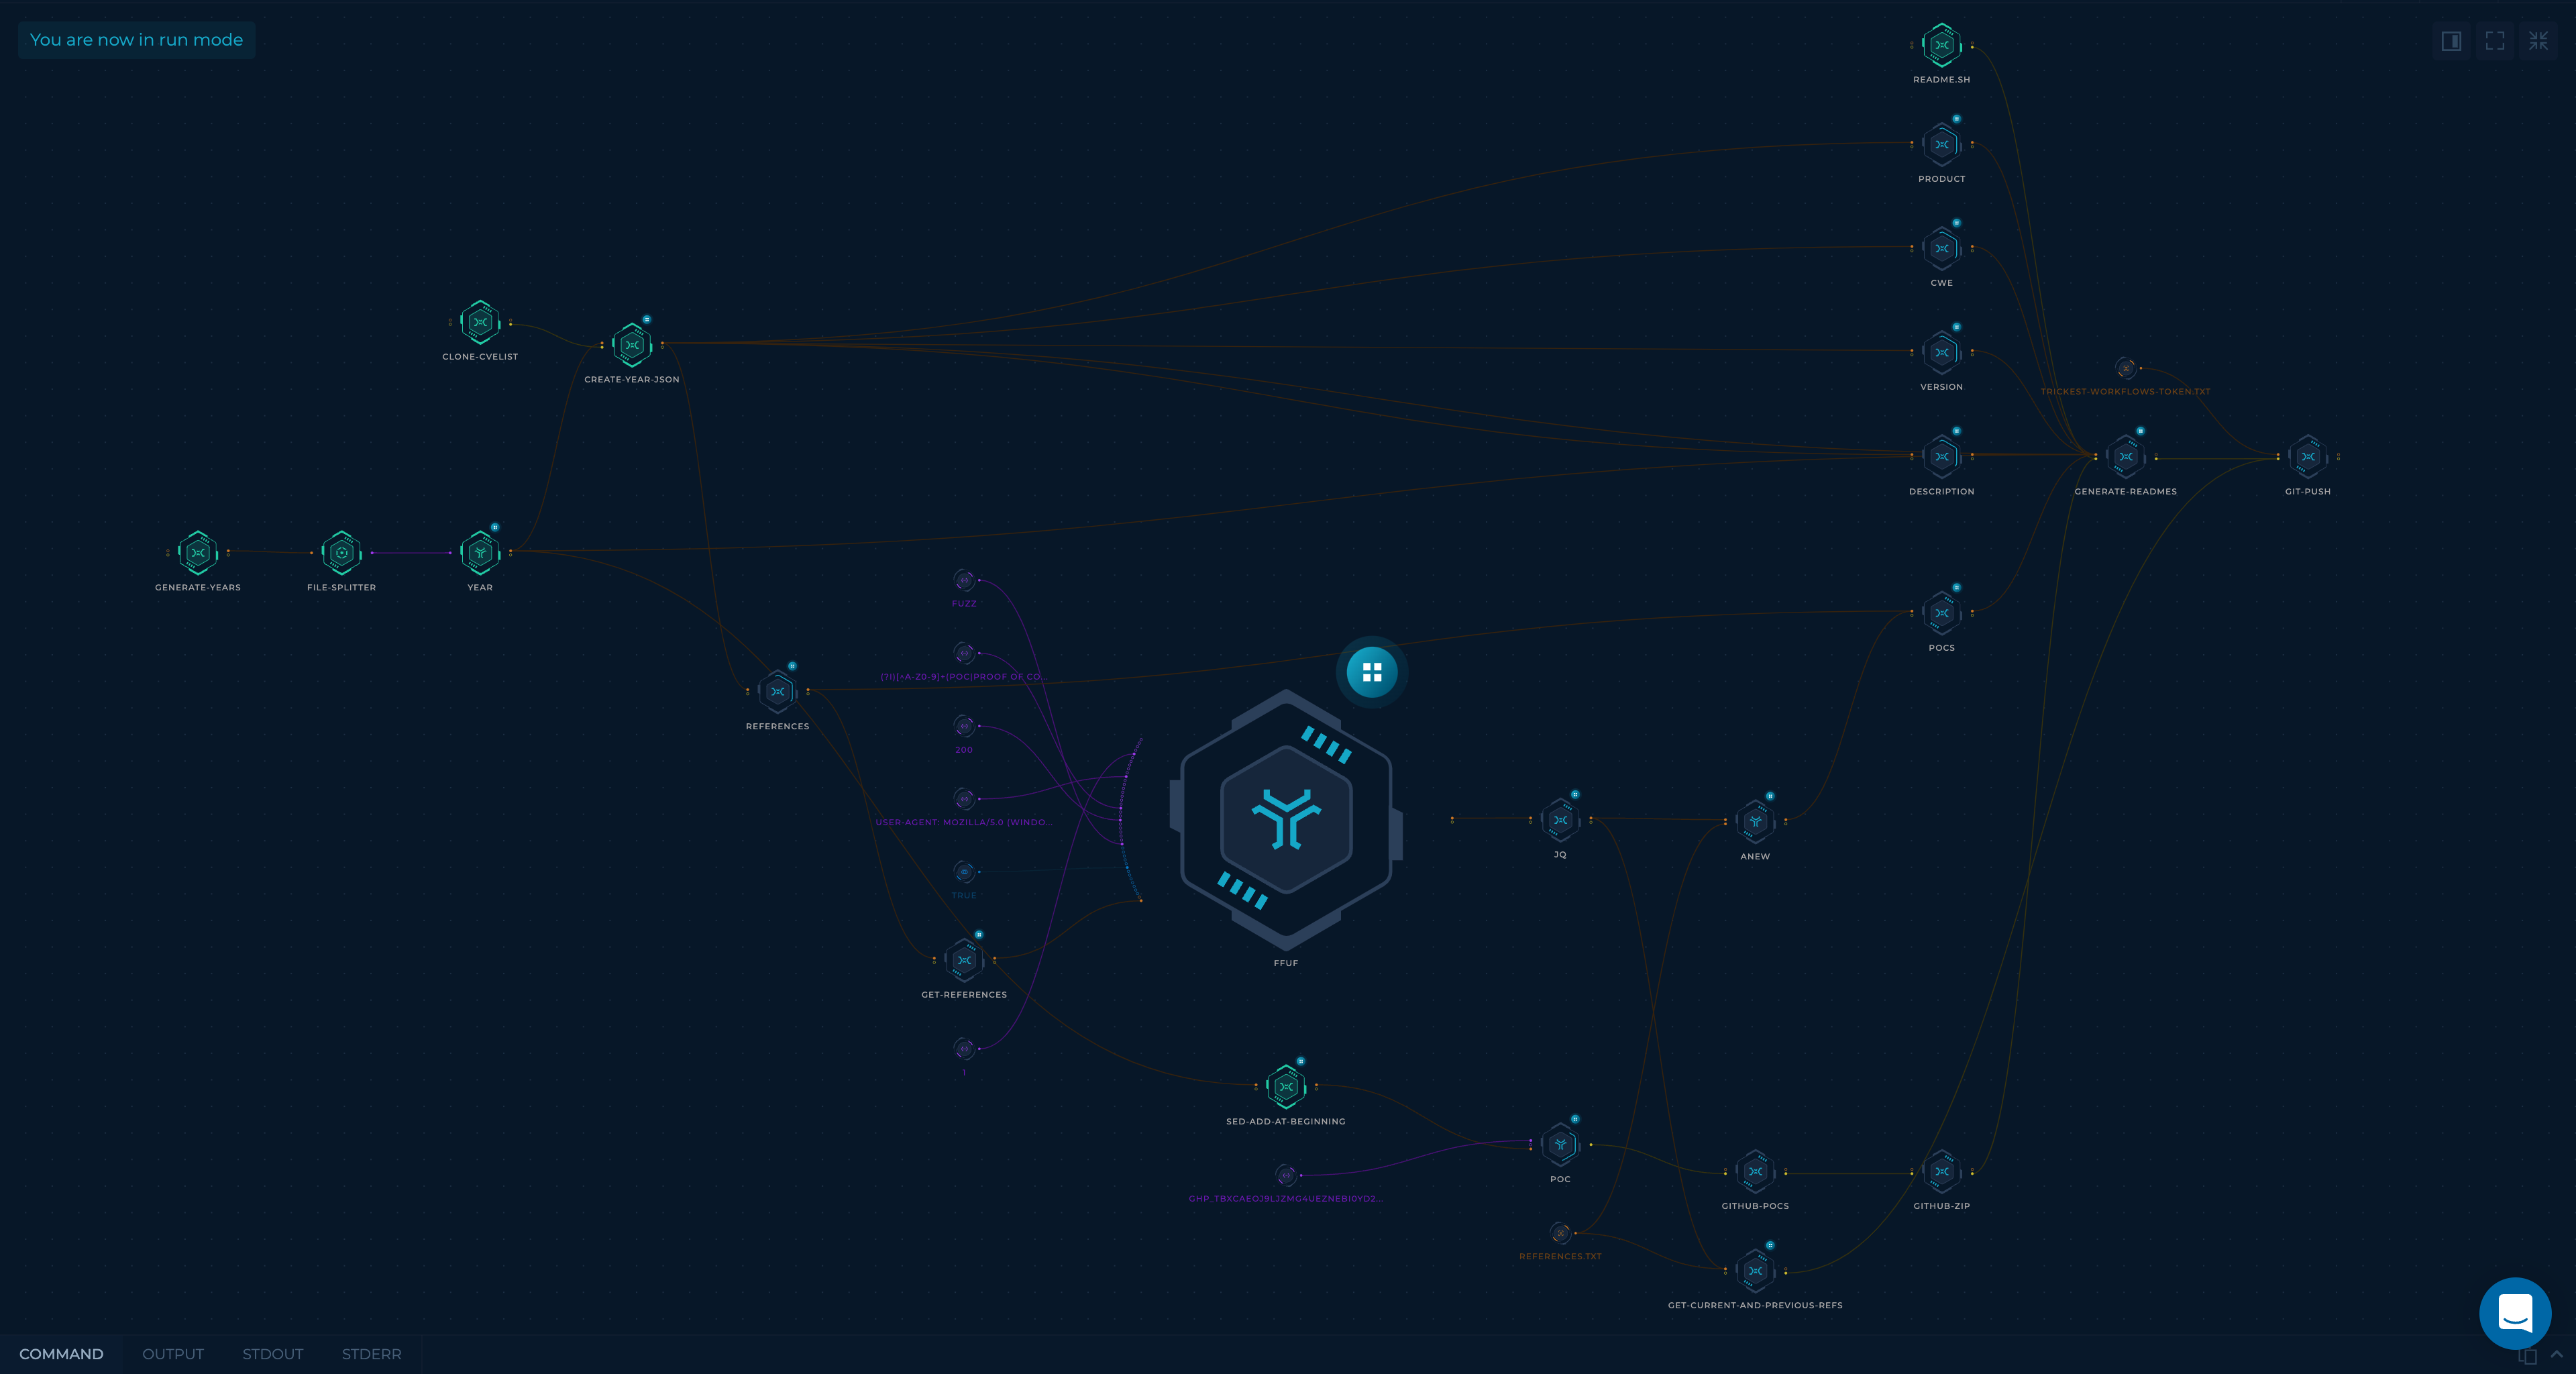 You are now in run mode
README.SH
PRODUCT
CWE
CLONE-CVELIST
CREATE-YEAR-JSON
VERSION
TRICKEST-WORKFLOWS-TOKEN.TXT
DESCRIPTION
GENERATE-READMES
GIT-PUSH
GENERATE-YEARS
FILE-SPLITTER
YEAR
FUZZ
POCS
(?I)[^A-Z0-9]+(POC|PROOF OF CO...
REFERENCES
200
USER-AGENT: MOZILLA/5.0 (WINDO...
JQ
ANEW
TRUE
FFUF
GET-REFERENCES
1
SED-ADD-AT-BEGINNING
POC
GHP_TBXCAEOJ9LJZMG4UEZNEBI0YD2...
GITHUB-POCS
GITHUB-ZIP
REFERENCES.TXT
GET-CURRENT-AND-PREVIOUS-REFS
COMMAND
OUTPUT
STDOUT
STDERR